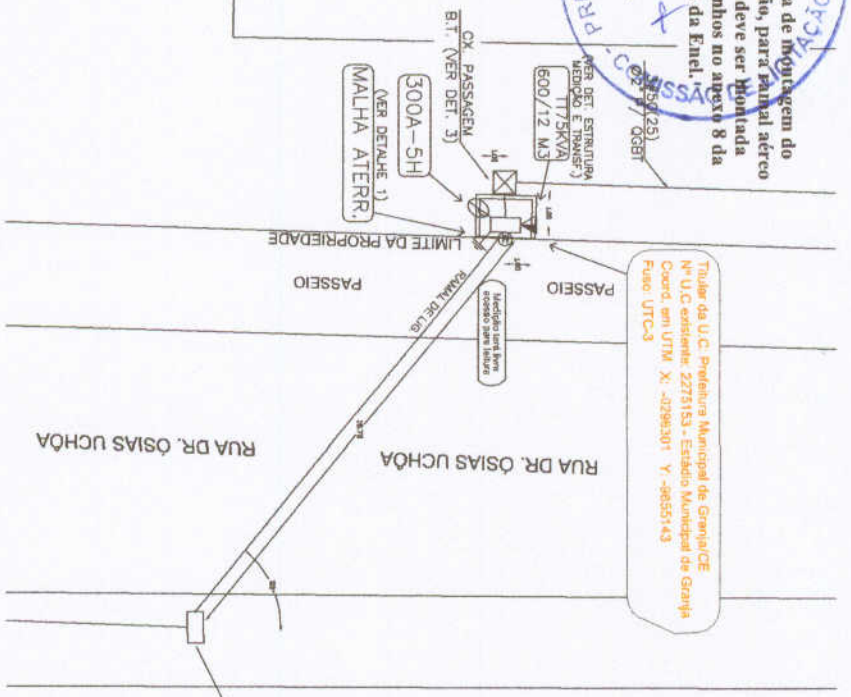 a de montagem do
io, para ramal aéreo
deve ser montada
nhos no anexo 8 da
da Enel.
COMISSÃO DE LICITAÇÃO
QGBT
(VER DET. ESTRUTURA
MEDIÇÃO E TRANSF.)
TT75KVA
600/12 M3
CX. PASSAGEM
B.T. (VER DET. 3)
300A-5H
(VER DETALHE 1)
MALHA ATERR.
LIMITE DA PROPRIEDADE
PASSEIO
PASSEIO
RAMAL DE LIG.
Medição terá livre
acesso para leitura
Titular da U.C. Prefeitura Municipal de Granja/CE
Nº U.C existente: 2275153 - Estádio Municipal de Granja
Coord. em UTM X: -0296301 Y: -9655143
Fuso: UTC-3
RUA DR. ÓSIAS UCHÔA
RUA DR. ÓSIAS UCHÔA